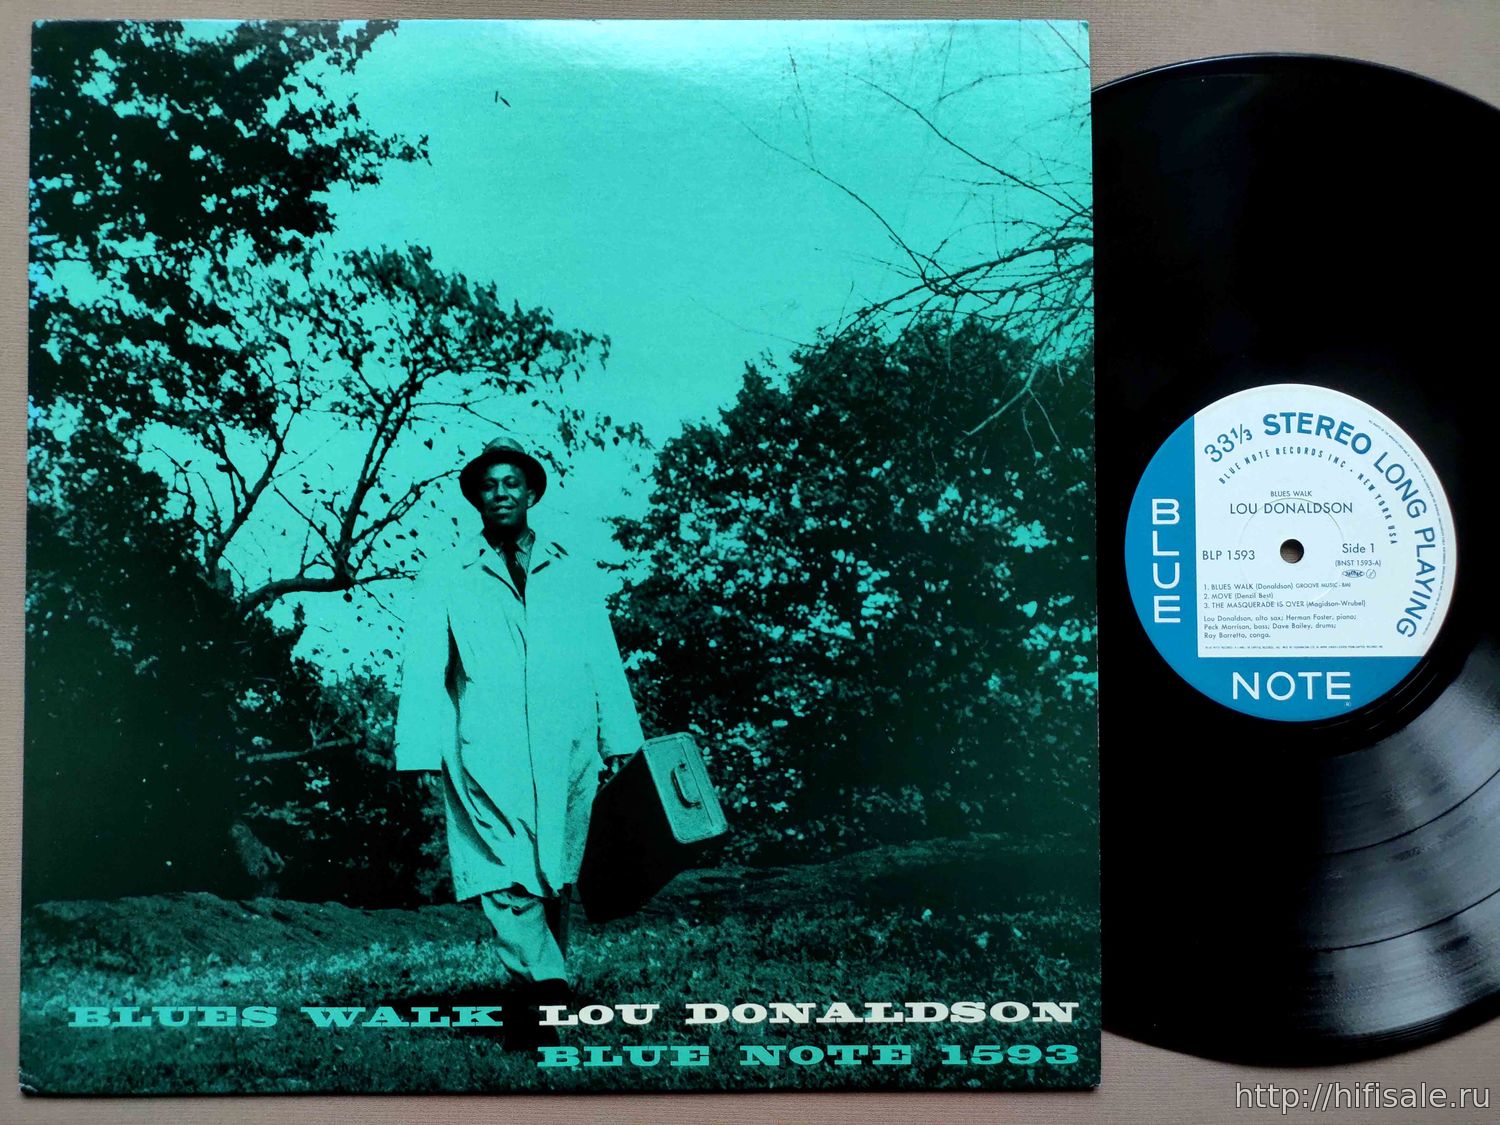 BLUES WALK LOU DONALDSON
BLUE NOTE 1593
33⅓ STEREO LONG PLAYING
BLUE NOTE RECORDS INC • NEW YORK USA
BLUES WALK
LOU DONALDSON
BLP 1593
Side 1
(BNST 1593-A)
1. BLUES WALK (Donaldson) GROOVE MUSIC - BMI
2. MOVE (Denzil Best)
3. THE MASQUERADE IS OVER (Magidson-Wrubel)
Lou Donaldson, alto sax; Herman Foster, piano;
Peck Morrison, bass; Dave Bailey, drums;
Ray Barretto, conga.
BLUE
NOTE
http://hifisale.ru